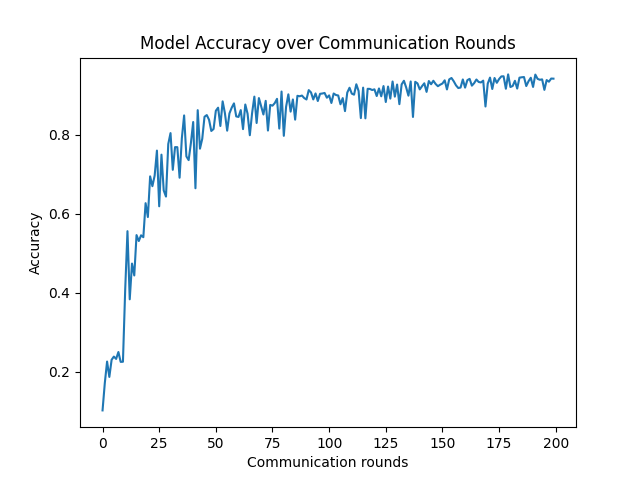 Model Accuracy over Communication Rounds
Accuracy
0.8
0.6
0.4
0.2
0 25 50 75 100 125 150 175 200
Communication rounds